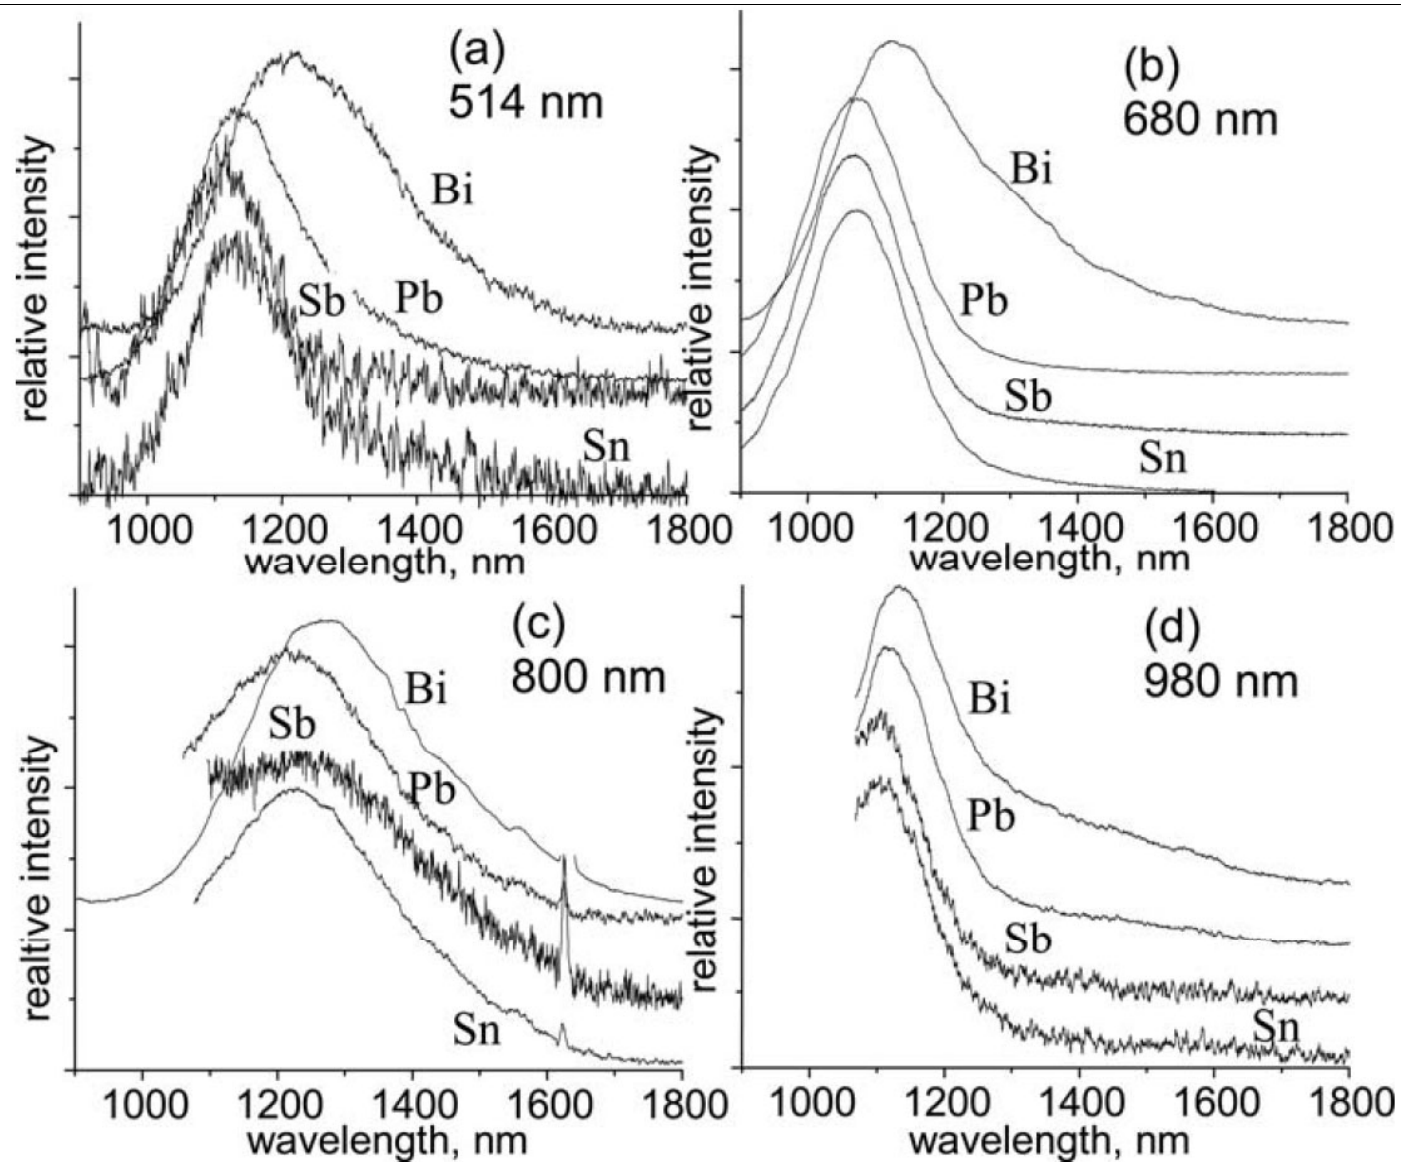 (a)
514 nm
Bi
Sb
Pb
Sn
relative intensity
1000 1200 1400 1600 1800
wavelength, nm
(b)
680 nm
Bi
Pb
Sb
Sn
relative intensity
1000 1200 1400 1600 1800
wavelength, nm
(c)
800 nm
Bi
Sb
Pb
Sn
realtive intensity
1000 1200 1400 1600 1800
wavelength, nm
(d)
980 nm
Bi
Pb
Sb
Sn
relative intensity
1000 1200 1400 1600 1800
wavelength, nm